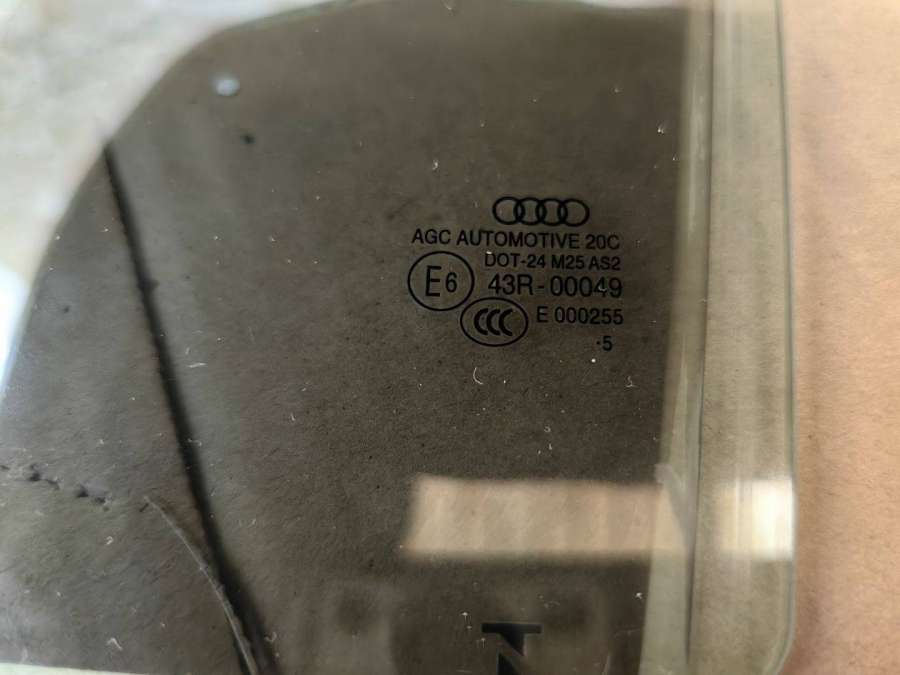 AGC AUTOMOTIVE 20C
DOT-24 M25 AS2
E6 43R-00049
CCC E 000255
·5
N